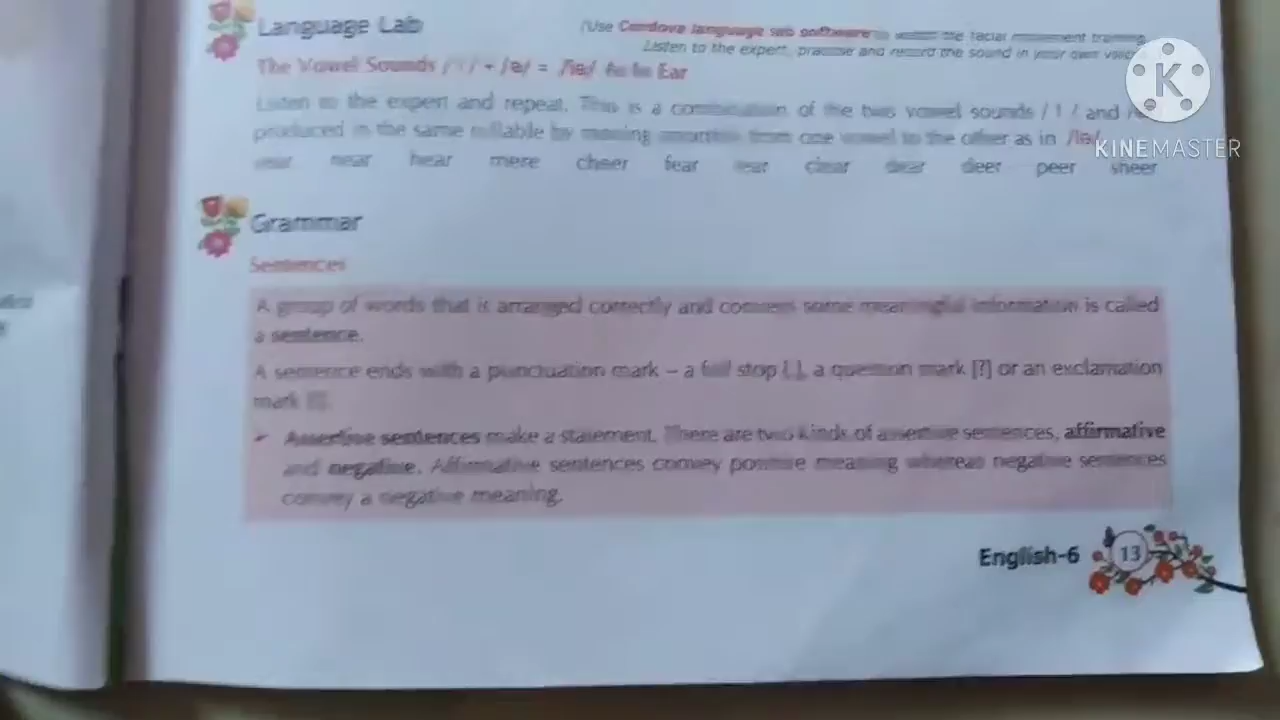 Language Lab
(Use Cordova language lab software to watch the facial movement training.
Listen to the expert, practise and record the sound in your own voice
The Vowel Sounds / ɪ / + /ə/ = /ɪə/ As in Ear
Listen to the expert and repeat. This is a combination of the two vowel sounds / ɪ / and
produced in the same syllable by moving smoothly from one vowel to the other as in /ɪə/.
near hear mere cheer fear clear dear deer peer sheer
KINEMASTER
Grammar
Sentences
A group of words that is arranged correctly and conveys some meaningful information is called
a sentence.
A sentence ends with a punctuation mark – a full stop [.], a question mark [?] or an exclamation
mark [!].
Assertive sentences make a statement. There are two kinds of assertive sentences, affirmative
and negative. Affirmative sentences convey positive meaning whereas negative sentences
convey a negative meaning.
English-6 13